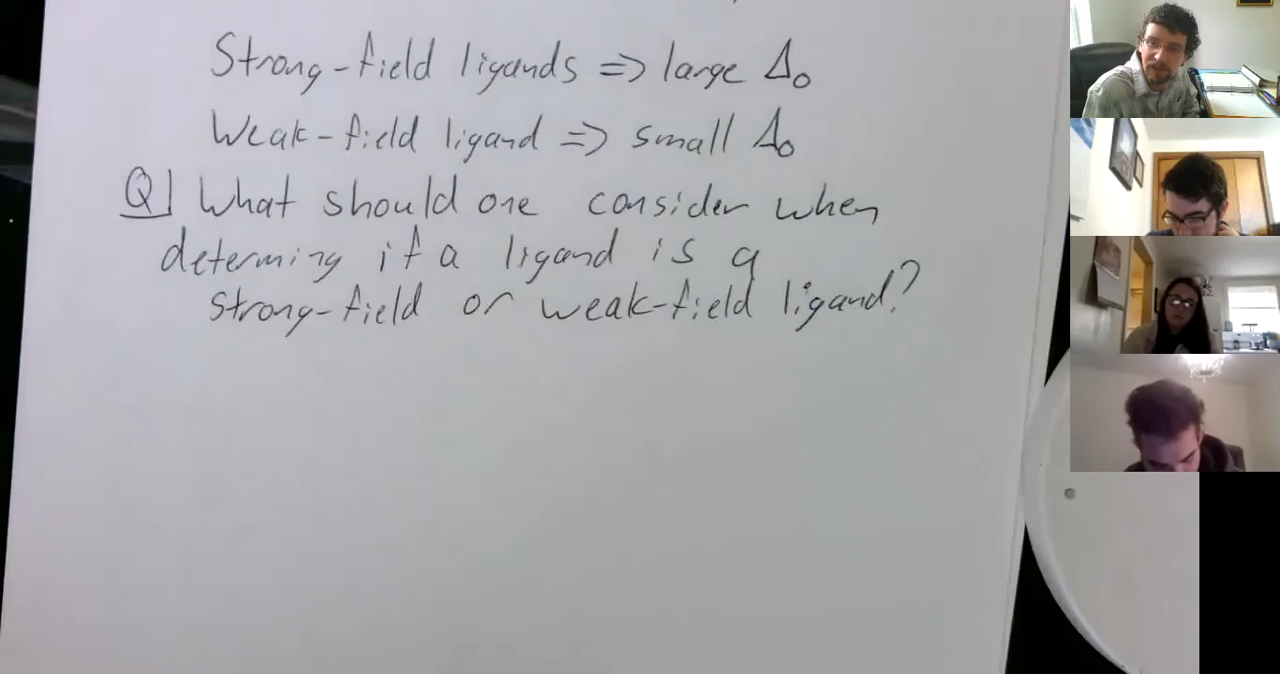 Strong-field ligands => large Δo
Weak-field ligand => small Δo
Q| What should one consider when
determing if a ligand is a
strong-field or weak-field ligand?